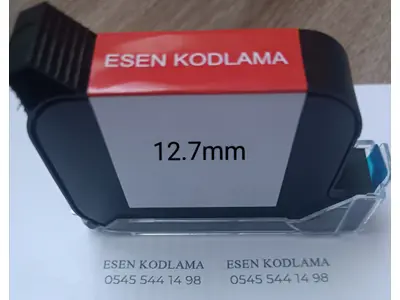 ESEN KODLAMA
12.7mm
ESEN KODLAMA ESEN KODLAMA
0545 544 14 98 0545 544 14 98